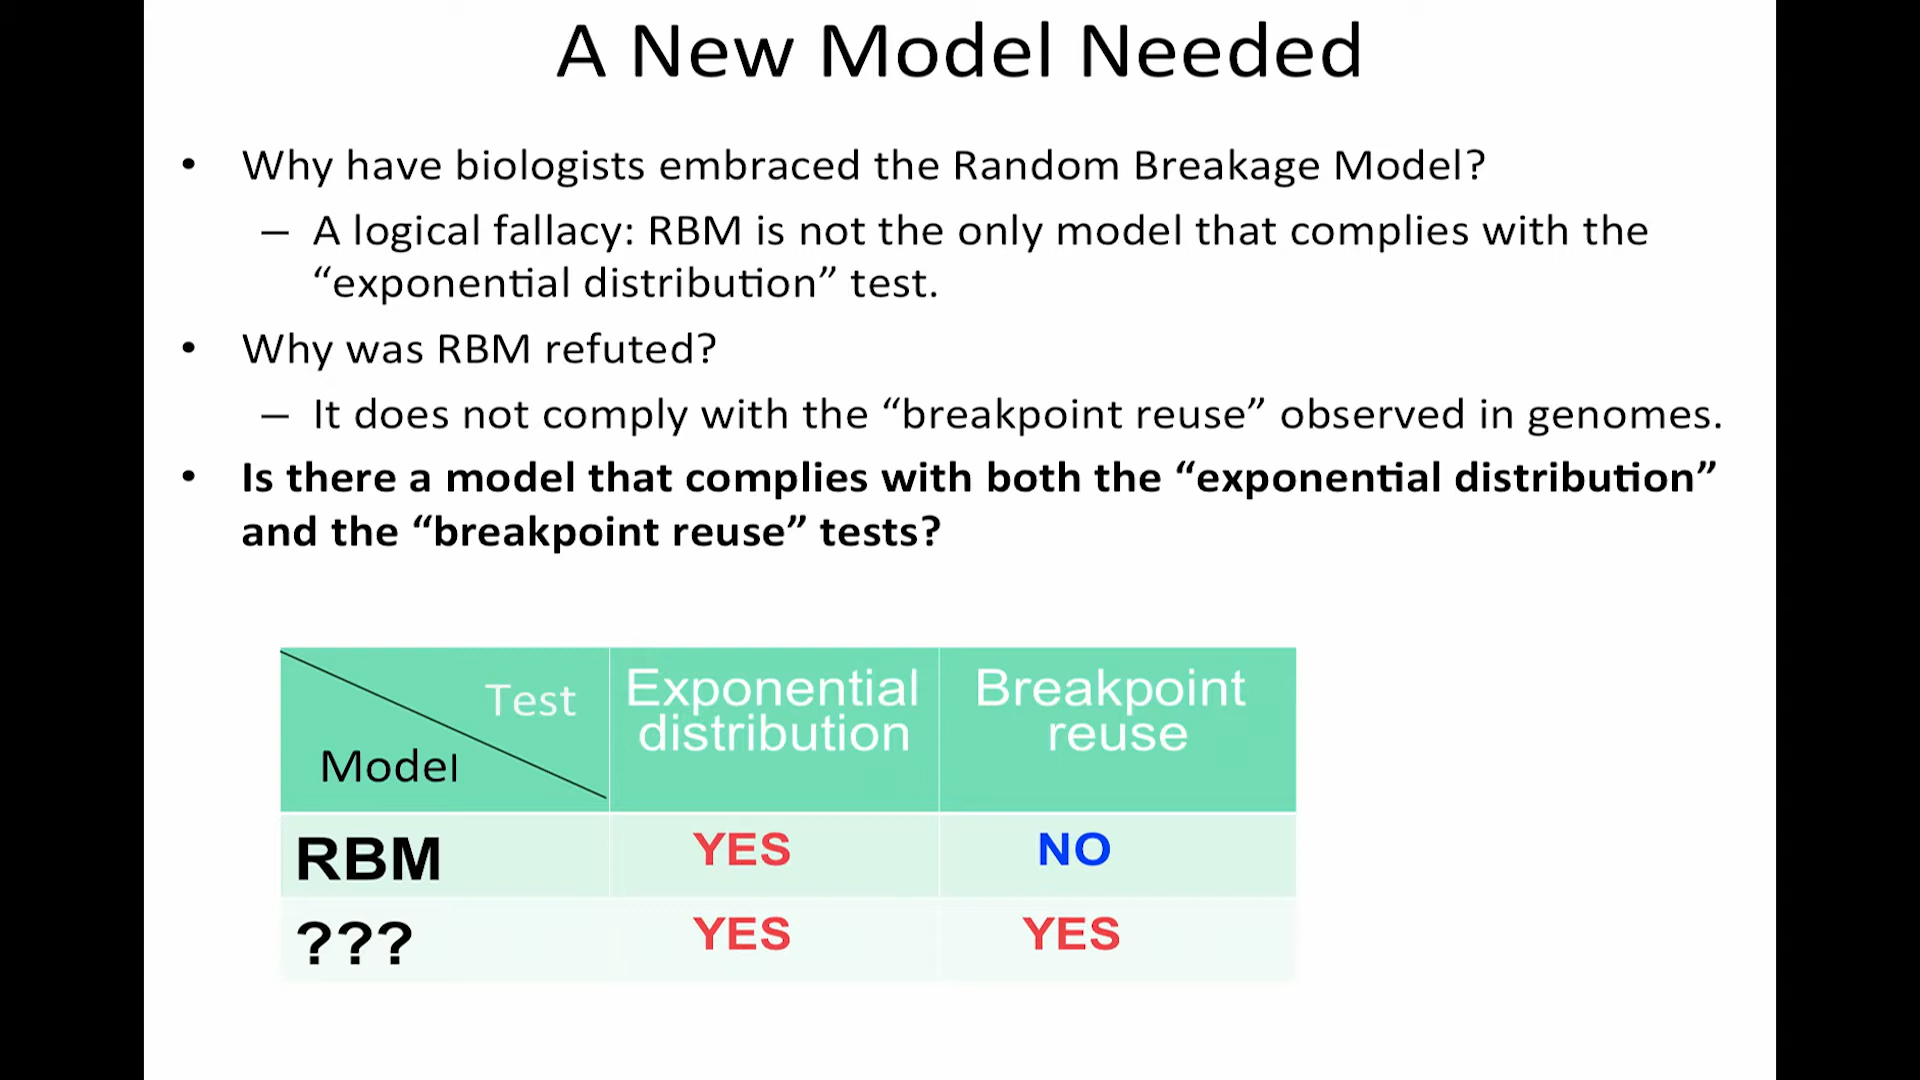 A New Model Needed
• Why have biologists embraced the Random Breakage Model?
– A logical fallacy: RBM is not the only model that complies with the
“exponential distribution” test.
• Why was RBM refuted?
– It does not comply with the “breakpoint reuse” observed in genomes.
• Is there a model that complies with both the “exponential distribution”
and the “breakpoint reuse” tests?
Test
Model
Exponential
distribution
Breakpoint
reuse
RBM YES NO
??? YES YES